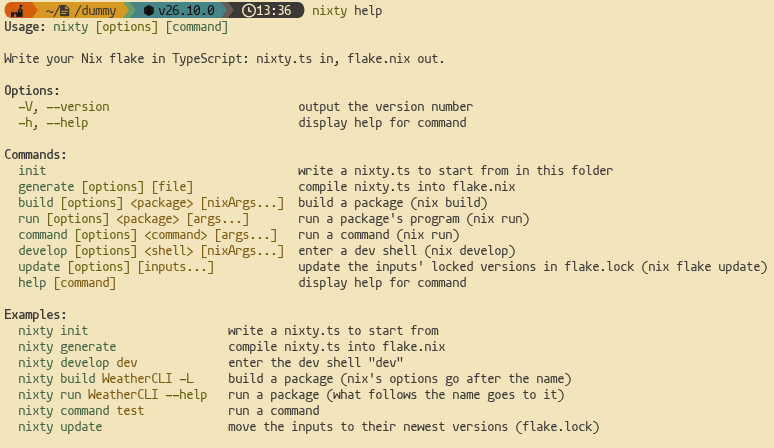 ~/ /dummy v26.10.0 13:36 nixty help
Usage: nixty [options] [command]
Write your Nix flake in TypeScript: nixty.ts in, flake.nix out.
Options:
-V, --version output the version number
-h, --help display help for command
Commands:
init write a nixty.ts to start from in this folder
generate [options] [file] compile nixty.ts into flake.nix
build [options] <package> [nixArgs...] build a package (nix build)
run [options] <package> [args...] run a package's program (nix run)
command [options] <command> [args...] run a command (nix run)
develop [options] <shell> [nixArgs...] enter a dev shell (nix develop)
update [options] [inputs...] update the inputs' locked versions in flake.lock (nix flake update)
help [command] display help for command
Examples:
nixty init write a nixty.ts to start from
nixty generate compile nixty.ts into flake.nix
nixty develop dev enter the dev shell "dev"
nixty build WeatherCLI -L build a package (nix's options go after the name)
nixty run WeatherCLI --help run a package (what follows the name goes to it)
nixty command test run a command
nixty update move the inputs to their newest versions (flake.lock)